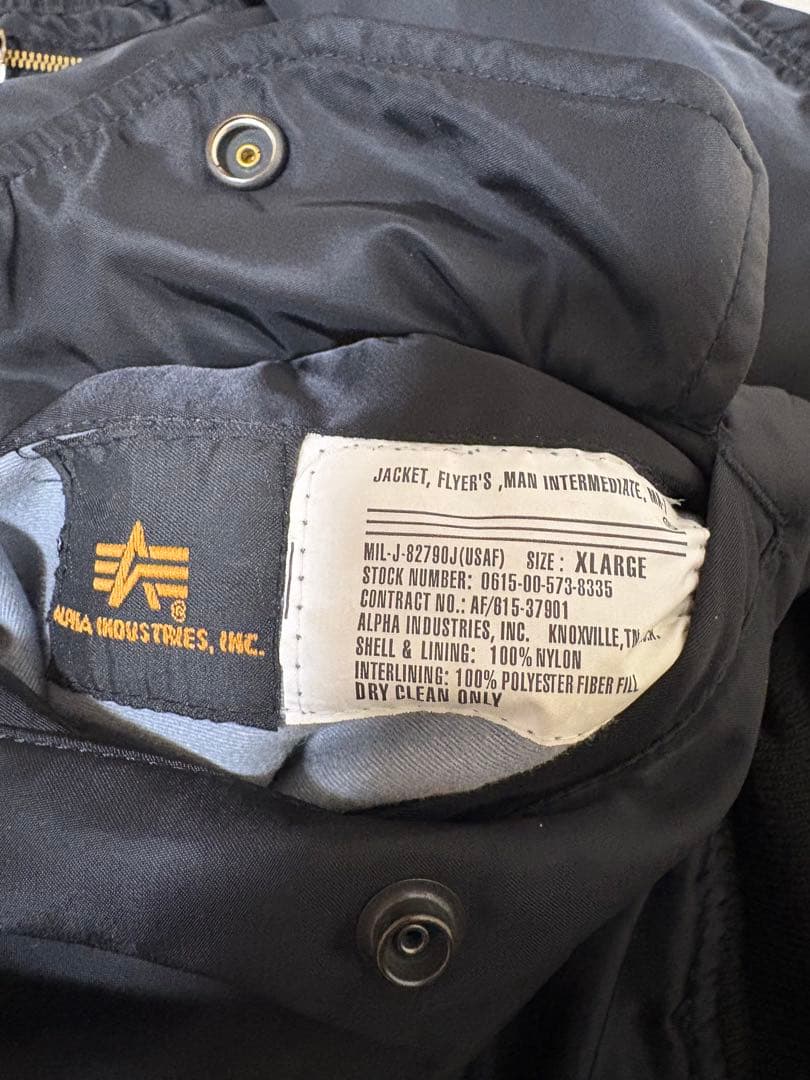 ALPHA INDUSTRIES, INC.
JACKET, FLYER'S ,MAN INTERMEDIATE,
MIL-J-82790J(USAF) SIZE: XLARGE
STOCK NUMBER: 0615-00-573-8335
CONTRACT NO.: AF/615-37901
ALPHA INDUSTRIES, INC. KNOXVILLE,
SHELL & LINING: 100% NYLON
INTERLINING: 100% POLYESTER FIBER FILL
DRY CLEAN ONLY